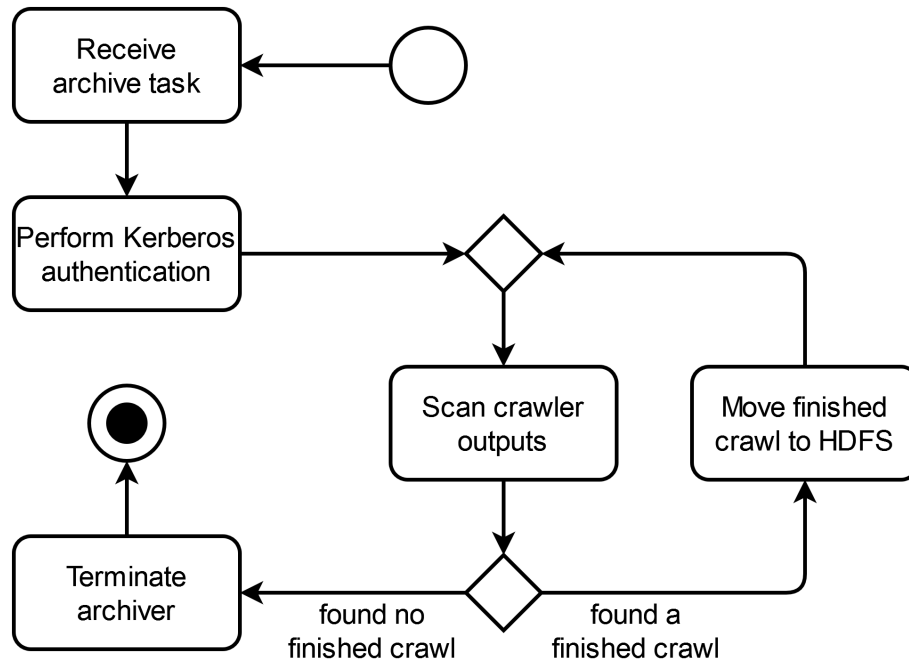 Receive
archive task
Perform Kerberos
authentication
Scan crawler
outputs
Move finished
crawl to HDFS
Terminate
archiver
found no
finished crawl
found a
finished crawl